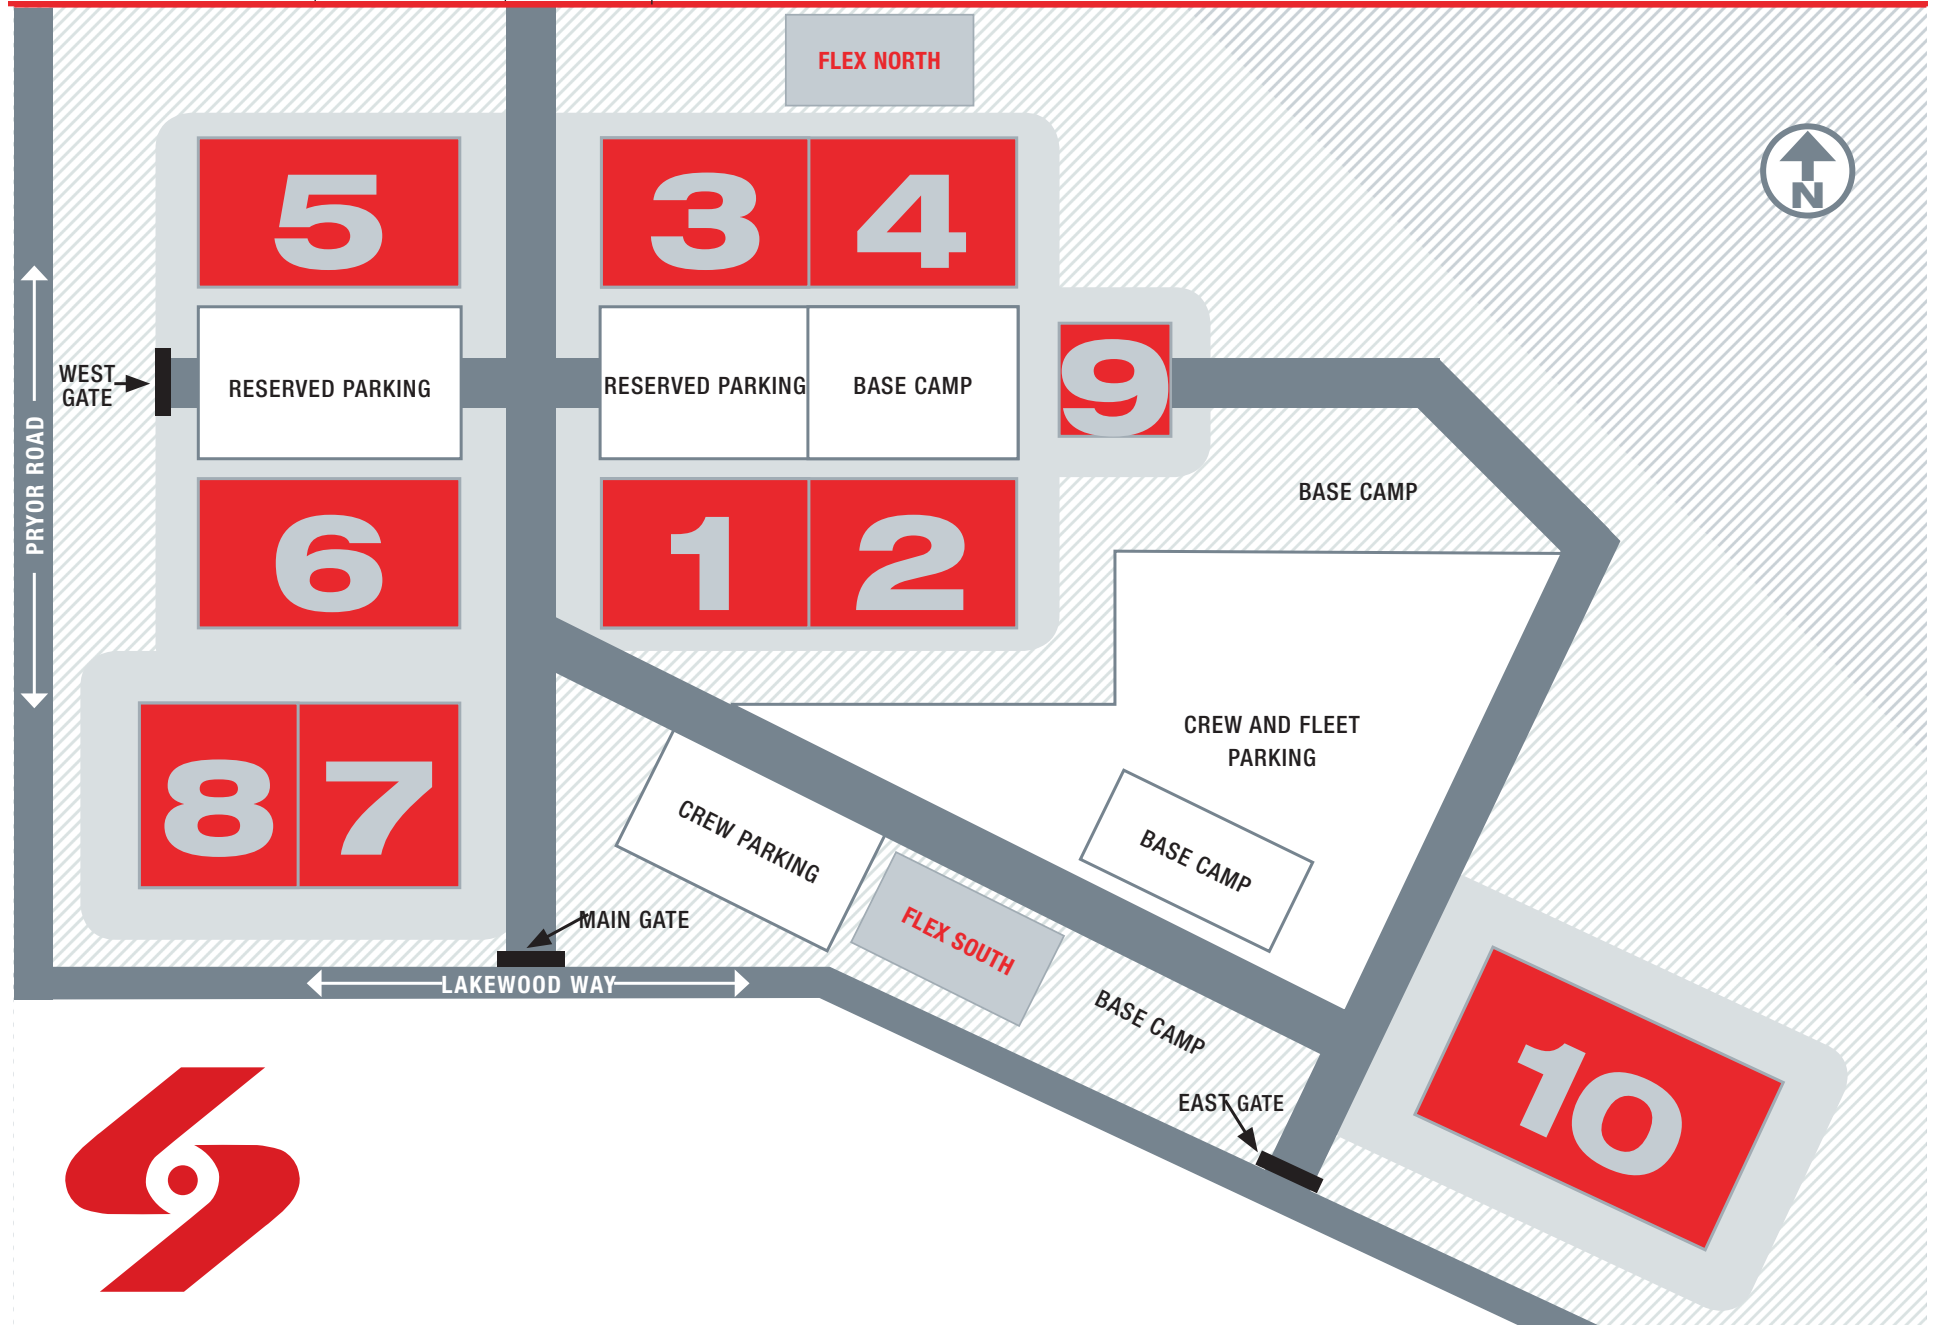 FLEX NORTH
5
3
4
N
WEST
GATE
RESERVED PARKING
RESERVED PARKING
BASE CAMP
9
PRYOR ROAD
BASE CAMP
6
1
2
CREW AND FLEET
PARKING
8
7
CREW PARKING
BASE CAMP
MAIN GATE
FLEX SOUTH
LAKEWOOD WAY
BASE CAMP
EAST GATE
10